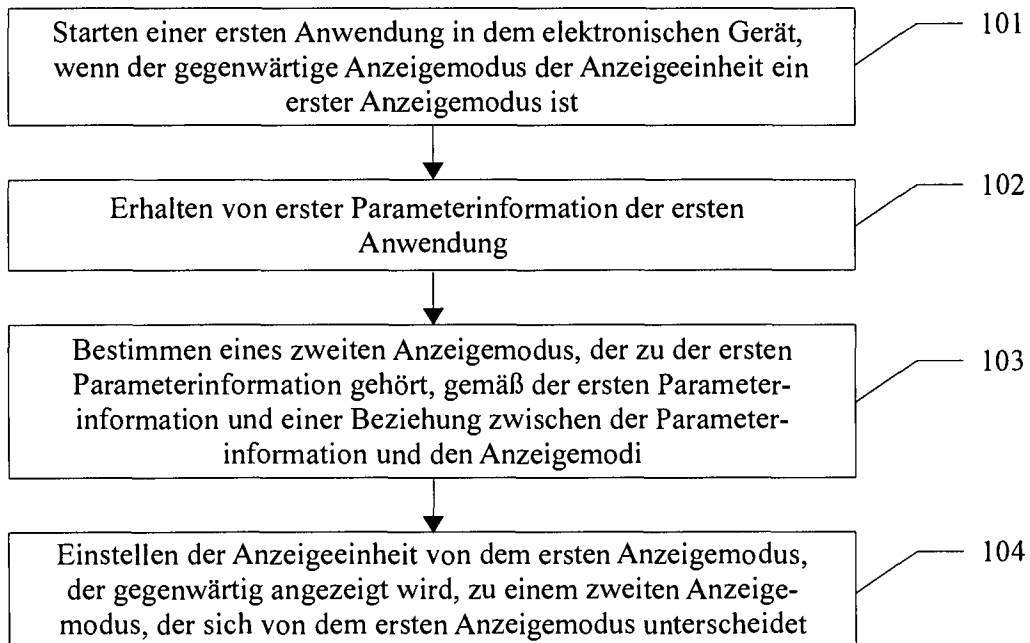 Starten einer ersten Anwendung in dem elektronischen Gerät,
wenn der gegenwärtige Anzeigemodus der Anzeigeeinheit ein
erster Anzeigemodus ist
101
Erhalten von erster Parameterinformation der ersten
Anwendung
102
Bestimmen eines zweiten Anzeigemodus, der zu der ersten
Parameterinformation gehört, gemäß der ersten Parameter-
information und einer Beziehung zwischen der Parameter-
information und den Anzeigemodi
103
Einstellen der Anzeigeeinheit von dem ersten Anzeigemodus,
der gegenwärtig angezeigt wird, zu einem zweiten Anzeige-
modus, der sich von dem ersten Anzeigemodus unterscheidet
104